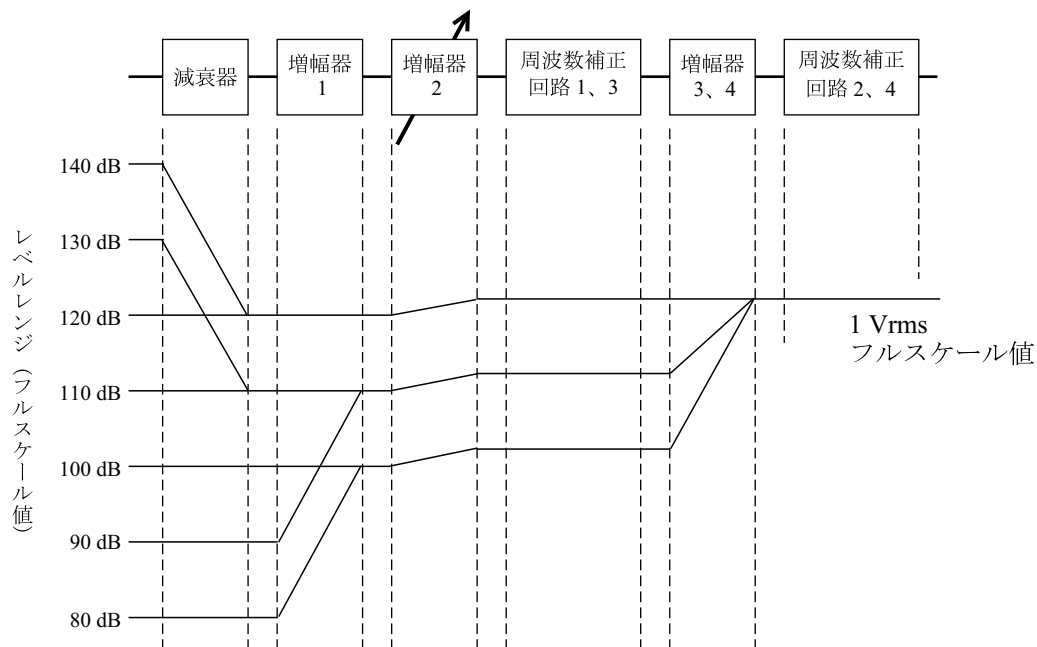 減衰器
増幅器
1
増幅器
2
周波数補正
回路 1、3
増幅器
3、4
周波数補正
回路 2、4
レベルレンジ（フルスケール値）
140 dB
130 dB
120 dB
110 dB
100 dB
90 dB
80 dB
1 Vrms
フルスケール値